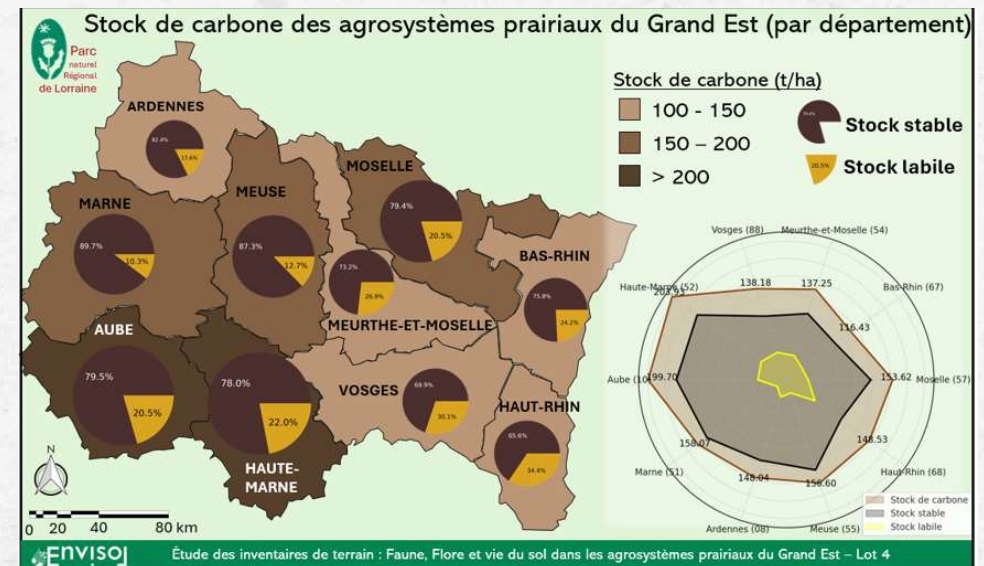 Stock de carbone des agrosystèmes prairiaux du Grand Est (par département)
Parc
naturel
Régional
de Lorraine
Stock de carbone (t/ha)
100 - 150
150 – 200
> 200
Stock stable
20.5%
Stock labile
ARDENNES
82.4%
17.6%
MARNE
89.7%
10.3%
MEUSE
87.3%
12.7%
MOSELLE
79.4%
20.5%
73.2%
26.8%
MEURTHE-ET-MOSELLE
BAS-RHIN
75.8%
24.2%
AUBE
79.5%
20.5%
78.0%
22.0%
HAUTE-
MARNE
VOSGES
69.9%
30.1%
HAUT-RHIN
65.6%
34.4%
N
0 20 40 80 km
Vosges (88)
Meurthe-et-Moselle (54)
Haute-Marne (52)
138.18
137.25
Bas-Rhin (67)
116.43
Aube (10
199.70
153.62
Moselle (57)
158.07
148.53
Marne (51)
148.04
156.60
Haut-Rhin (68)
Ardennes (08)
Meuse (55)
Stock de carbone
Stock stable
Stock labile
Envisol
Étude des inventaires de terrain : Faune, Flore et vie du sol dans les agrosystèmes prairiaux du Grand Est – Lot 4